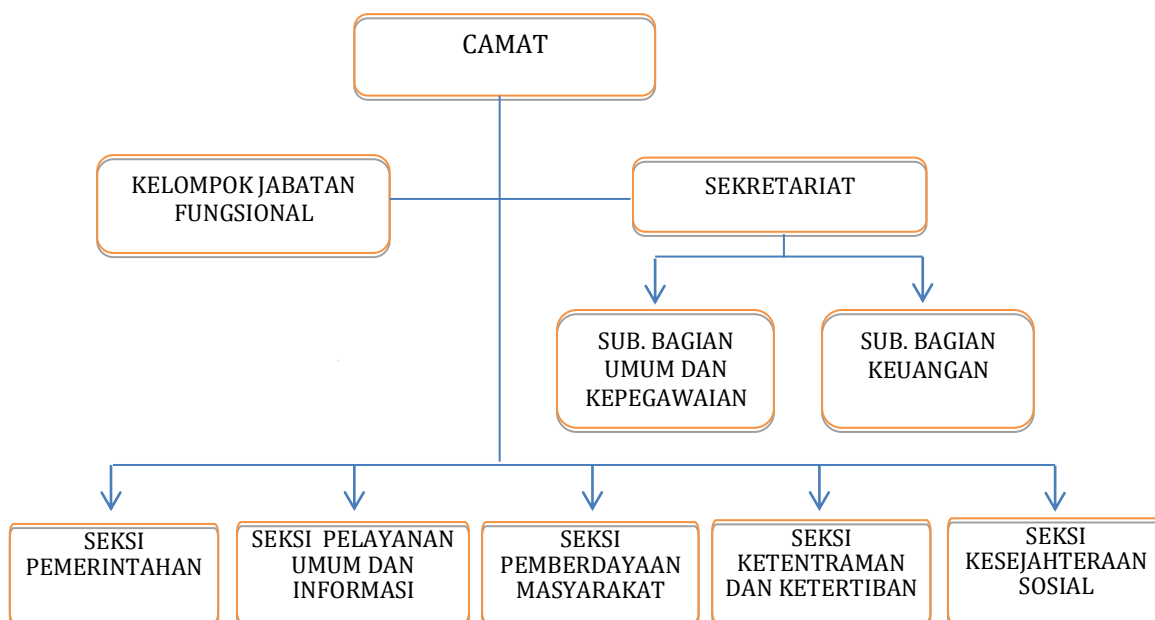 CAMAT
KELOMPOK JABATAN
FUNGSIONAL
SEKRETARIAT
SUB. BAGIAN
UMUM DAN
KEPEGAWAIAN
SUB. BAGIAN
KEUANGAN
SEKSI
PEMERINTAHAN
SEKSI PELAYANAN
UMUM DAN
INFORMASI
SEKSI
PEMBERDAYAAN
MASYARAKAT
SEKSI
KETENTRAMAN
DAN KETERTIBAN
SEKSI
KESEJAHTERAAN
SOSIAL